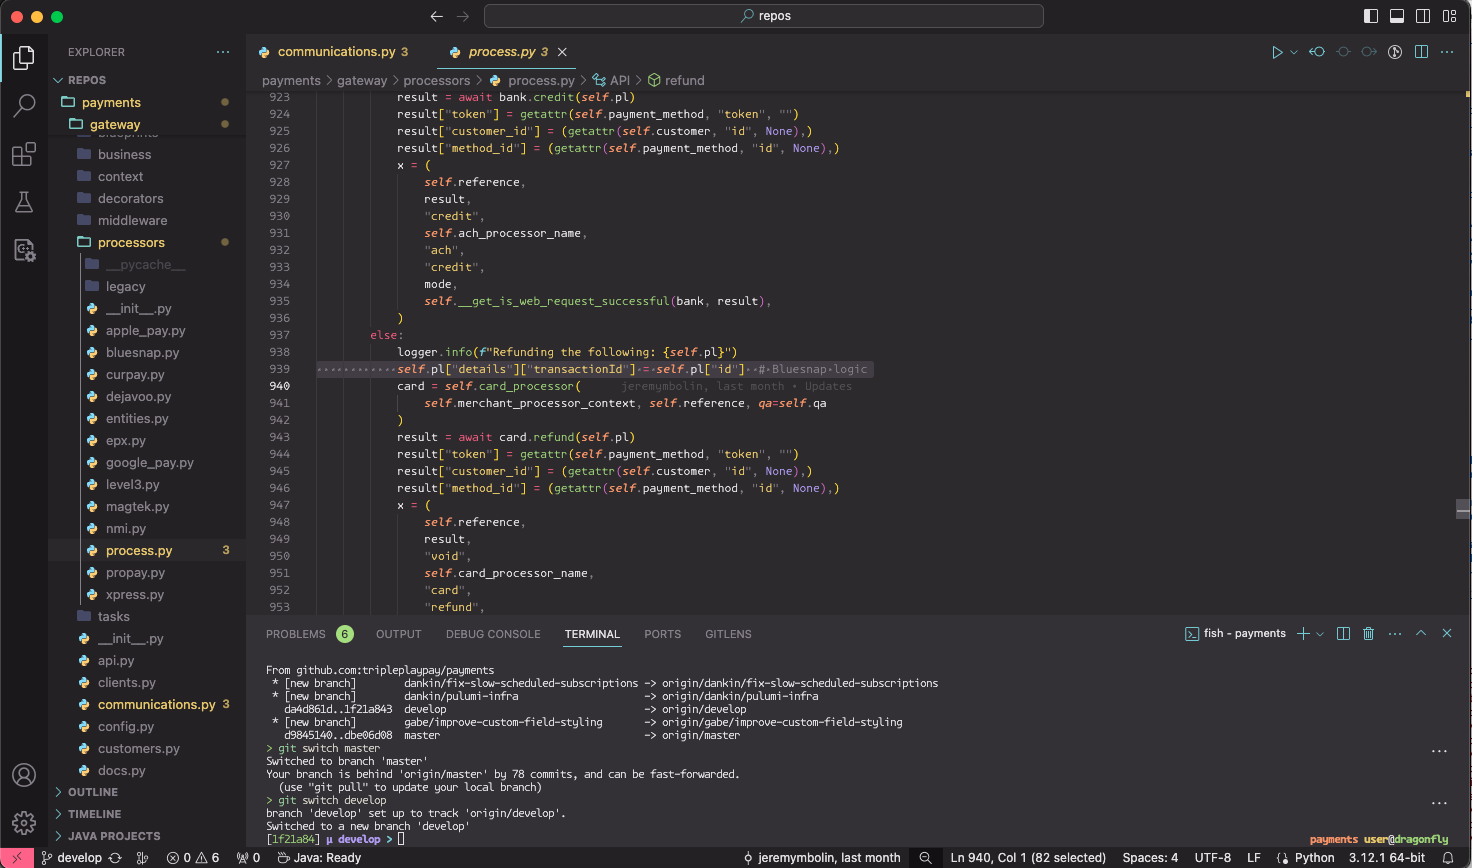 repos
EXPLORER
REPOS
payments
gateway
blueprints
business
context
decorators
middleware
processors
__pycache__
legacy
__init__.py
apple_pay.py
bluesnap.py
curpay.py
dejavoo.py
entities.py
epx.py
google_pay.py
level3.py
magtek.py
nmi.py
process.py 3
propay.py
xpress.py
tasks
__init__.py
api.py
clients.py
communications.py 3
config.py
customers.py
docs.py
OUTLINE
TIMELINE
JAVA PROJECTS
communications.py 3
process.py 3
payments > gateway > processors > process.py > API > refund
923 result = await bank.credit(self.pl)
924 result["token"] = getattr(self.payment_method, "token", "")
925 result["customer_id"] = (getattr(self.customer, "id", None),)
926 result["method_id"] = (getattr(self.payment_method, "id", None),)
927 x = (
928 self.reference,
929 result,
930 "credit",
931 self.ach_processor_name,
932 "ach",
933 "credit",
934 mode,
935 self.__get_is_web_request_successful(bank, result),
936 )
937 else:
938 logger.info(f"Refunding the following: {self.pl}")
939 self.pl["details"]["transactionId"] = self.pl["id"]  # Bluesnap logic
940 card = self.card_processor( jeremymbolin, last month • Updates
941 self.merchant_processor_context, self.reference, qa=self.qa
942 )
943 result = await card.refund(self.pl)
944 result["token"] = getattr(self.payment_method, "token", "")
945 result["customer_id"] = (getattr(self.customer, "id", None),)
946 result["method_id"] = (getattr(self.payment_method, "id", None),)
947 x = (
948 self.reference,
949 result,
950 "void",
951 self.card_processor_name,
952 "card",
953 "refund",
PROBLEMS 6 OUTPUT DEBUG CONSOLE TERMINAL PORTS GITLENS
fish - payments
From github.com:tripleplaypay/payments
* [new branch] dankin/fix-slow-scheduled-subscriptions -> origin/dankin/fix-slow-scheduled-subscriptions
* [new branch] dankin/pulumi-infra -> origin/dankin/pulumi-infra
da4d861d..1f21a843 develop -> origin/develop
* [new branch] gabe/improve-custom-field-styling -> origin/gabe/improve-custom-field-styling
d9845140..dbe06d08 master -> origin/master
> git switch master
Switched to branch 'master'
Your branch is behind 'origin/master' by 78 commits, and can be fast-forwarded.
(use "git pull" to update your local branch)
> git switch develop
branch 'develop' set up to track 'origin/develop'.
Switched to a new branch 'develop'
[1f21a84] µ develop > payments user@dragonfly
develop 0 6 0 Java: Ready jeremymbolin, last month Ln 940, Col 1 (82 selected) Spaces: 4 UTF-8 LF Python 3.12.1 64-bit